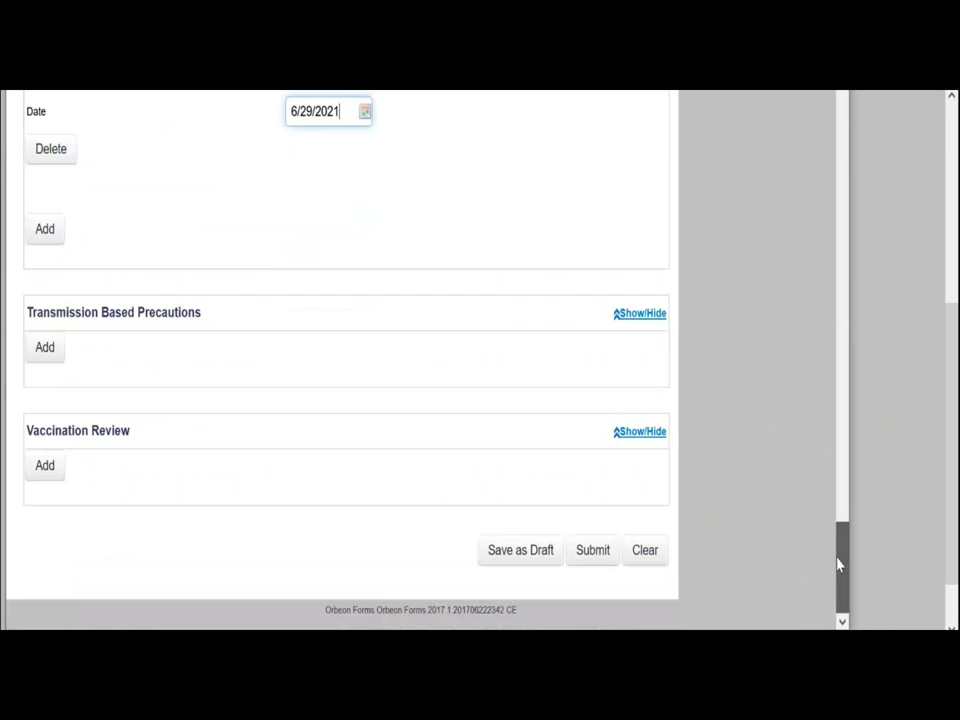 Date 6/29/2021
Delete
Add
Transmission Based Precautions Show/Hide
Add
Vaccination Review Show/Hide
Add
Save as Draft Submit Clear
Orbeon Forms Orbeon Forms 2017.1.201706222342 CE